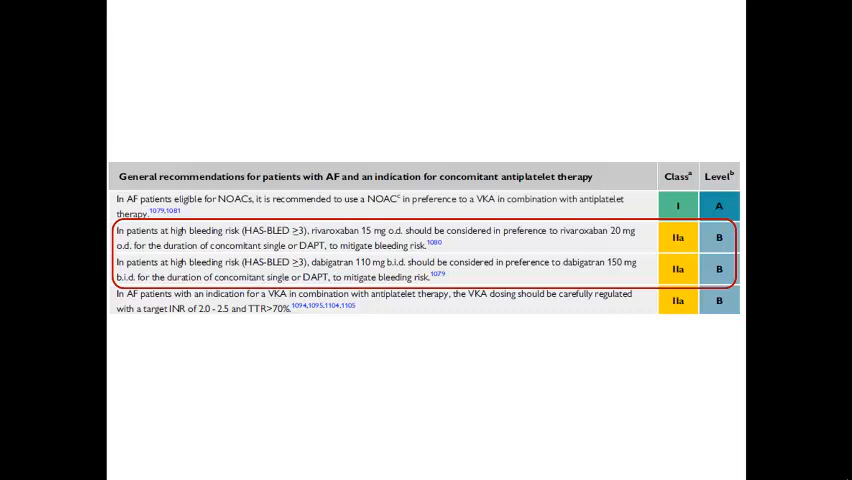 General recommendations for patients with AF and an indication for concomitant antiplatelet therapy Classᵃ Levelᵇ
In AF patients eligible for NOACs, it is recommended to use a NOACᶜ in preference to a VKA in combination with antiplatelet
therapy.1079,1081 I A
In patients at high bleeding risk (HAS-BLED ≥3), rivaroxaban 15 mg o.d. should be considered in preference to rivaroxaban 20 mg
o.d. for the duration of concomitant single or DAPT, to mitigate bleeding risk.1080 IIa B
In patients at high bleeding risk (HAS-BLED ≥3), dabigatran 110 mg b.i.d. should be considered in preference to dabigatran 150 mg
b.i.d. for the duration of concomitant single or DAPT, to mitigate bleeding risk.1079 IIa B
In AF patients with an indication for a VKA in combination with antiplatelet therapy, the VKA dosing should be carefully regulated
with a target INR of 2.0 - 2.5 and TTR>70%.1094,1095,1104,1105 IIa B